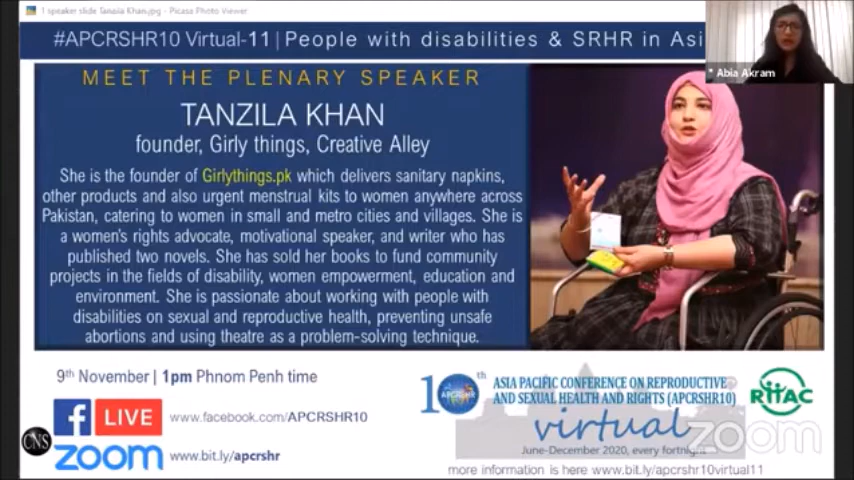 1 speaker slide Tanzila Khan.jpg - Picasa Photo Viewer
#APCRSHR10 Virtual-11 | People with disabilities & SRHR in Asi
* Abia Akram
MEET THE PLENARY SPEAKER
TANZILA KHAN
founder, Girly things, Creative Alley
She is the founder of Girlythings.pk which delivers sanitary napkins,
other products and also urgent menstrual kits to women anywhere across
Pakistan, catering to women in small and metro cities and villages. She is
a women's rights advocate, motivational speaker, and writer who has
published two novels. She has sold her books to fund community
projects in the fields of disability, women empowerment, education and
environment. She is passionate about working with people with
disabilities on sexual and reproductive health, preventing unsafe
abortions and using theatre as a problem-solving technique.
9th November | 1pm Phnom Penh time
f LIVE www.facebook.com/APCRSHR10
CNS
zoom www.bit.ly/apcrshr
10th ASIA PACIFIC CONFERENCE ON REPRODUCTIVE
AND SEXUAL HEALTH AND RIGHTS (APCRSHR10)
virtual
June-December 2020, every fortnight
more information is here www.bit.ly/apcrshr10virtual11
zoom